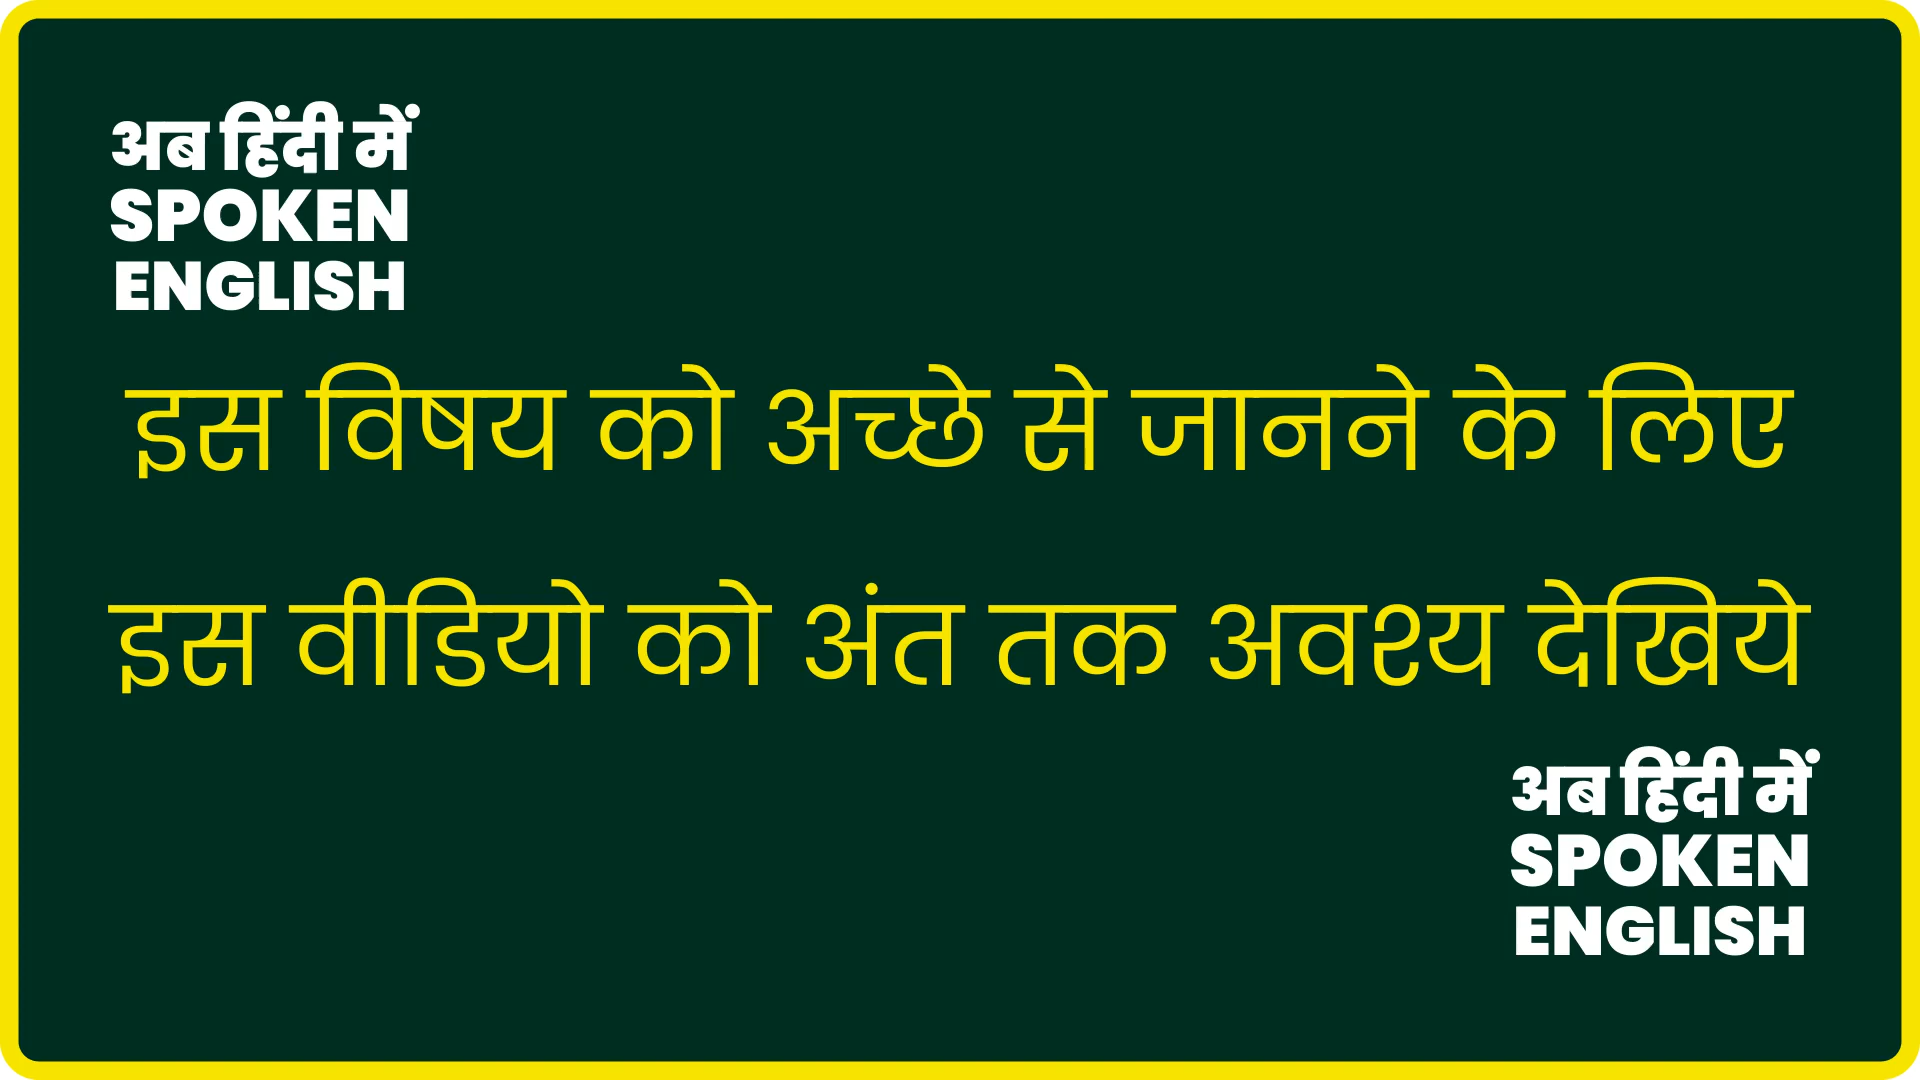 अब हिंदी में
SPOKEN
ENGLISH
इस विषय को अच्छे से जानने के लिए
इस वीडियो को अंत तक अवश्य देखिये
अब हिंदी में
SPOKEN
ENGLISH